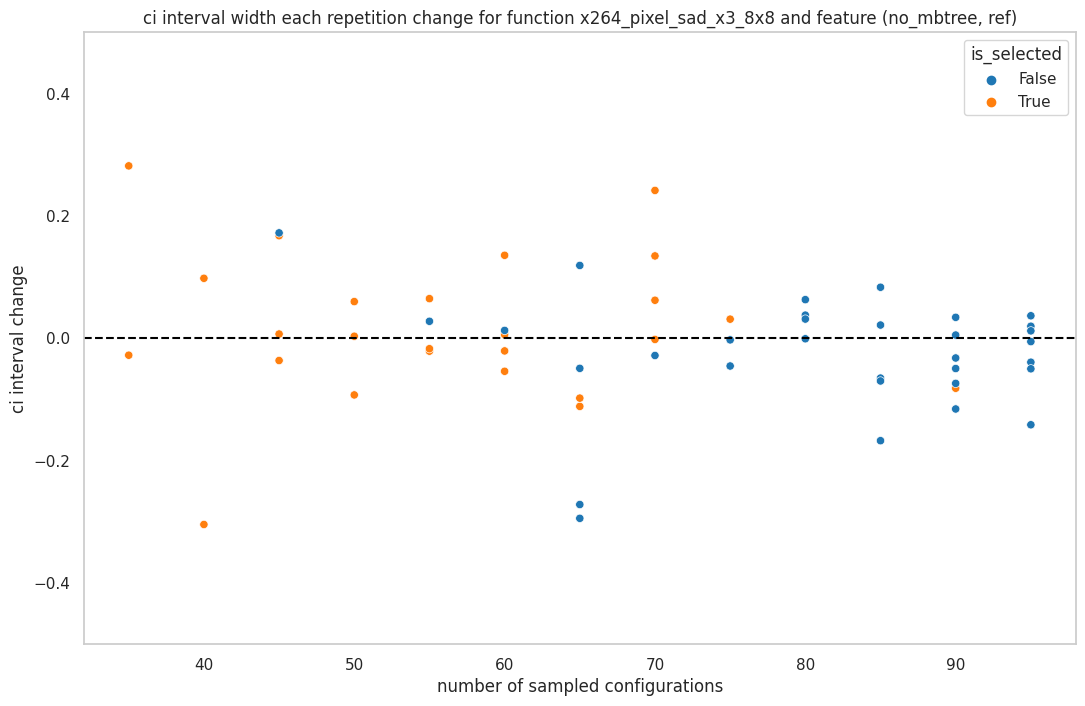 ci interval width each repetition change for function x264_pixel_sad_x3_8x8 and feature (no_mbtree, ref)
is_selected
False
True
ci interval change
0.4
0.2
0.0
−0.2
−0.4
40 50 60 70 80 90
number of sampled configurations